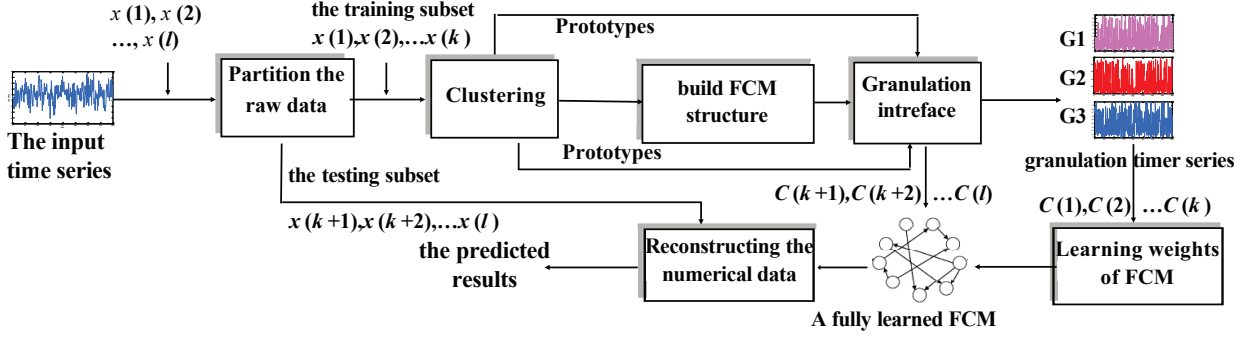 x (1), x (2)
…, x (l)
The input
time series
Partition the
raw data
the training subset
x (1),x (2),…x (k )
Clustering
Prototypes
build FCM
structure
Prototypes
Granulation
intreface
G1
G2
G3
granulation timer series
the testing subset
x (k+1),x (k+2),…x (l )
C (k+1),C (k+2) …C (l)
C (1),C (2) …C (k )
the predicted
results
Reconstructing the
numerical data
A fully learned FCM
Learning weights
of FCM